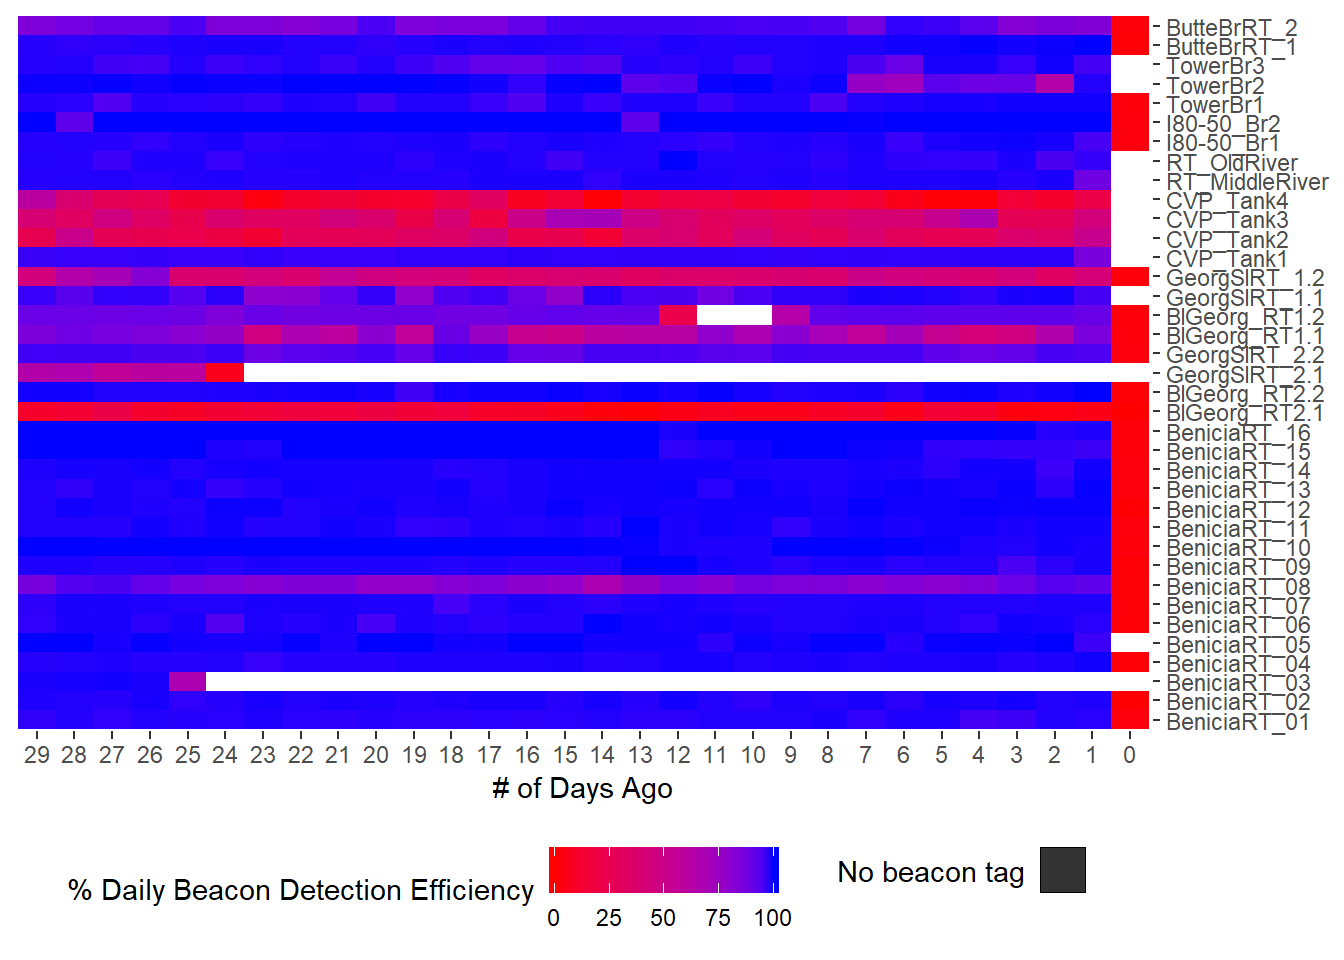 ButteBrRT_2
ButteBrRT_1
TowerBr3
TowerBr2
TowerBr1
I80-50_Br2
I80-50_Br1
RT_OldRiver
RT_MiddleRiver
CVP_Tank4
CVP_Tank3
CVP_Tank2
CVP_Tank1
GeorgSlRT_1.2
GeorgSlRT_1.1
BlGeorg_RT1.2
BlGeorg_RT1.1
GeorgSlRT_2.2
GeorgSlRT_2.1
BlGeorg_RT2.2
BlGeorg_RT2.1
BeniciaRT_16
BeniciaRT_15
BeniciaRT_14
BeniciaRT_13
BeniciaRT_12
BeniciaRT_11
BeniciaRT_10
BeniciaRT_09
BeniciaRT_08
BeniciaRT_07
BeniciaRT_06
BeniciaRT_05
BeniciaRT_04
BeniciaRT_03
BeniciaRT_02
BeniciaRT_01
29 28 27 26 25 24 23 22 21 20 19 18 17 16 15 14 13 12 11 10 9 8 7 6 5 4 3 2 1 0
# of Days Ago
% Daily Beacon Detection Efficiency
0 25 50 75 100
No beacon tag